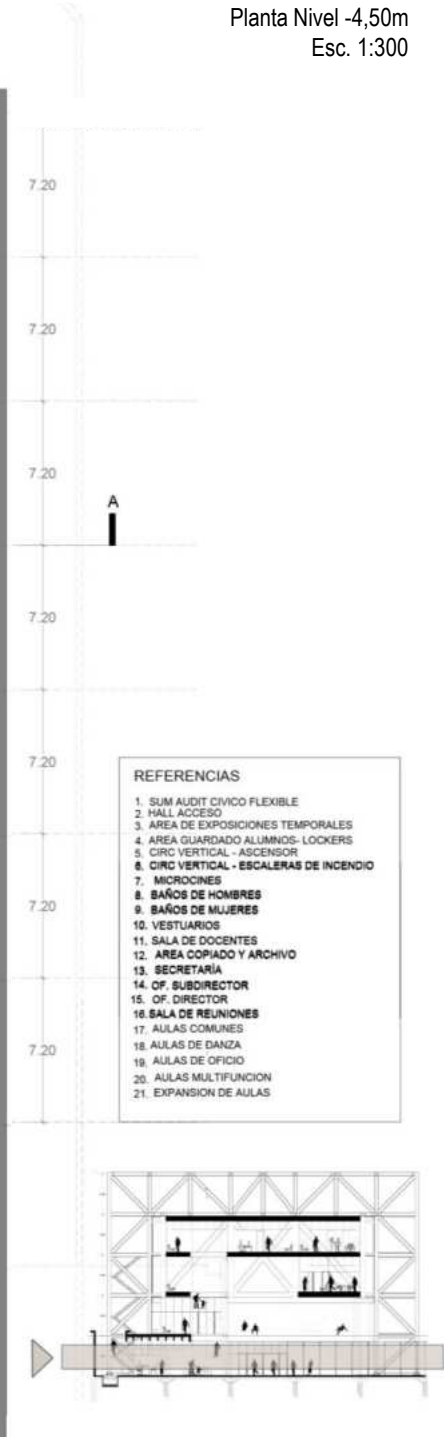 Planta Nivel -4,50m
Esc. 1:300
7.20
7.20
7.20
A
7.20
7.20
7.20
7.20
REFERENCIAS
1. SUM AUDIT CIVICO FLEXIBLE
2. HALL ACCESO
3. AREA DE EXPOSICIONES TEMPORALES
4. AREA GUARDADO ALUMNOS- LOCKERS
5. CIRC VERTICAL - ASCENSOR
6. CIRC VERTICAL - ESCALERAS DE INCENDIO
7. MICROCINES
8. BAÑOS DE HOMBRES
9. BAÑOS DE MUJERES
10. VESTUARIOS
11. SALA DE DOCENTES
12. AREA COPIADO Y ARCHIVO
13. SECRETARÍA
14. OF. SUBDIRECTOR
15. OF. DIRECTOR
16. SALA DE REUNIONES
17. AULAS COMUNES
18. AULAS DE DANZA
19. AULAS DE OFICIO
20. AULAS MULTIFUNCION
21. EXPANSION DE AULAS